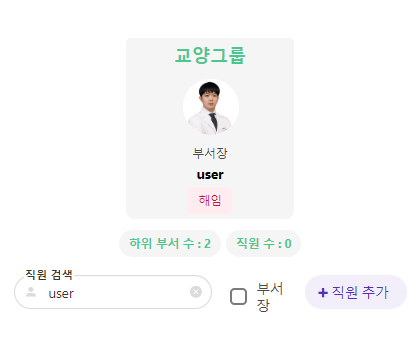 교양그룹
부서장
user
해임
하위 부서 수 : 2
직원 수 : 0
직원 검색
user
부서
장
+ 직원 추가